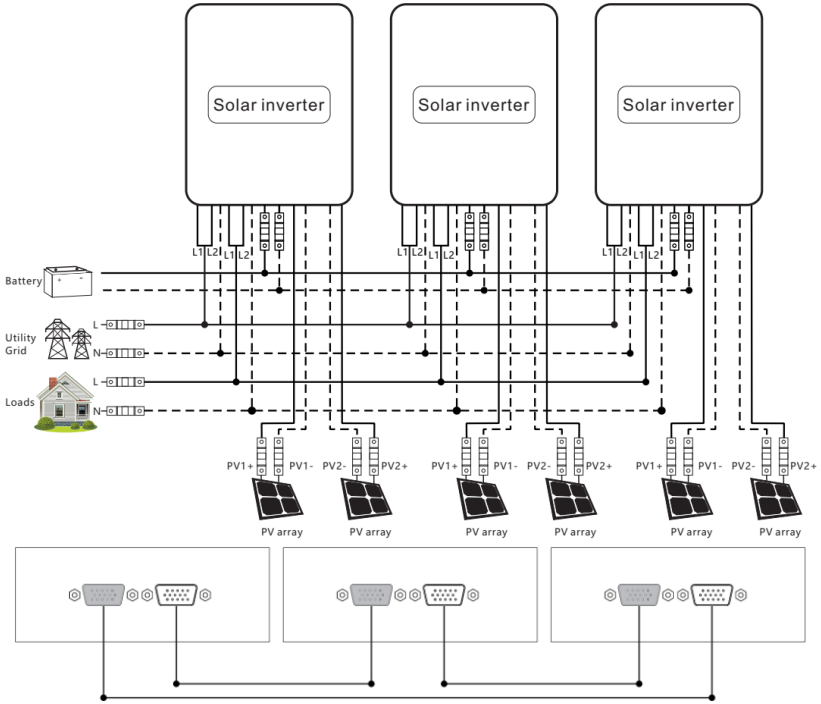 Solar inverter
Solar inverter
Solar inverter
L1 L2 L1 L2
L1 L2 L1 L2
L1 L2 L1 L2
Battery
Utility
Grid
L
N
Loads
L
N
PV1+ PV1- PV2- PV2+
PV1+ PV1- PV2- PV2+
PV1+ PV1- PV2- PV2+
PV array PV array PV array PV array PV array PV array